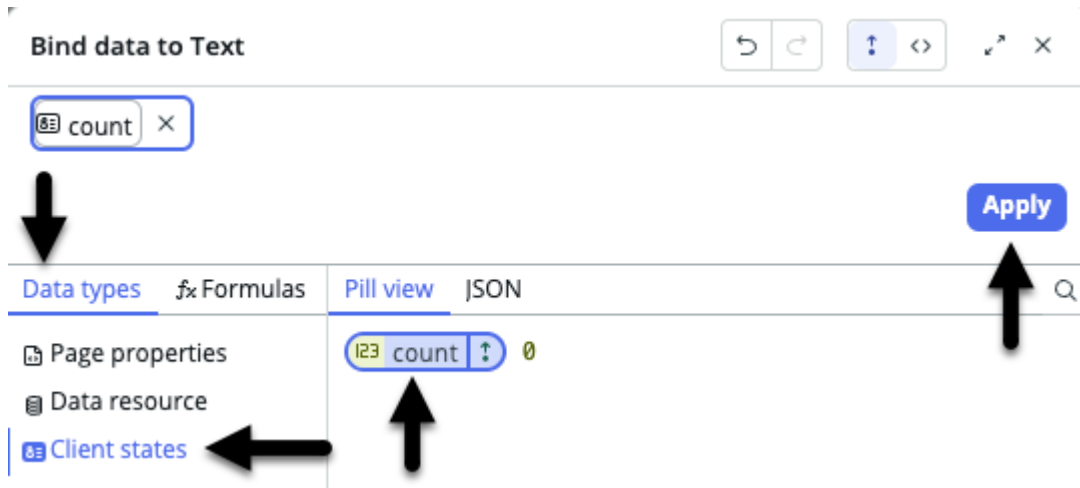 Bind data to Text
count
Apply
Data types fx Formulas Pill view JSON
Page properties 123 count 0
Data resource
Client states